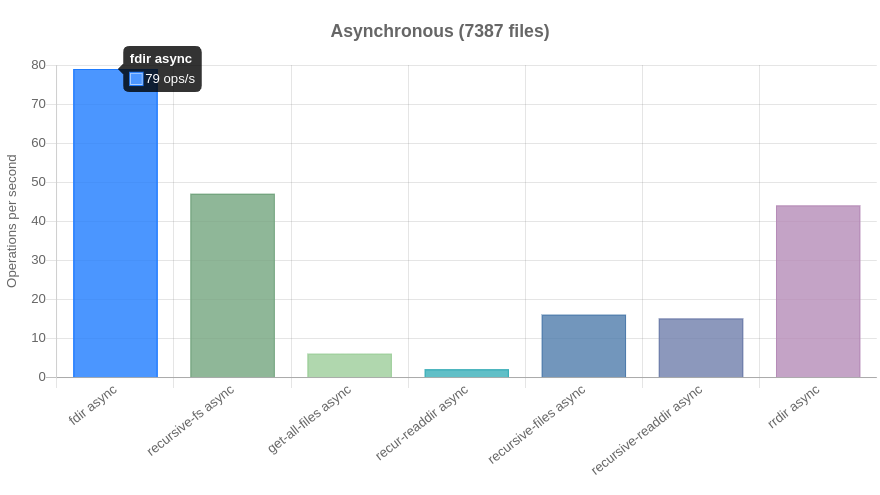 Asynchronous (7387 files)
fdir async
79 ops/s
Operations per second
80
70
60
50
40
30
20
10
0
fdir async
recursive-fs async
get-all-files async
recur-readdir async
recursive-files async
recursive-readdir async
rrdir async